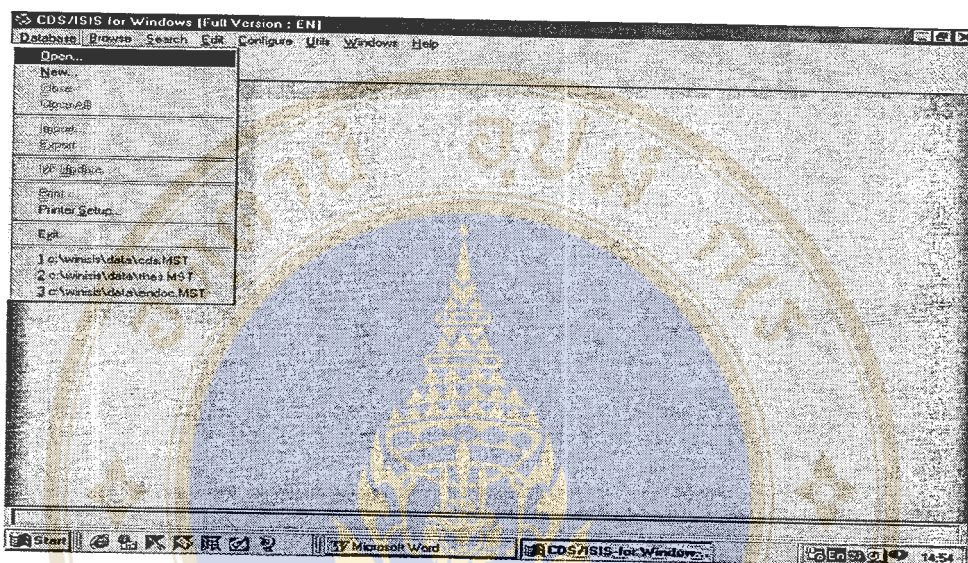 CDS/ISIS for Windows [Full Version : EN]
Database Browse Search Edit Configure Utils Windows Help
Open...
New...
Close
Close All
Import
Export
Print
Printer Setup...
Exit
1 c:\winisis\data\cds.MST
2 c:\winisis\data\thes.MST
3 c:\winisis\data\endoc.MST
Start
Microsoft Word
CDS/ISIS for Window...
14:54